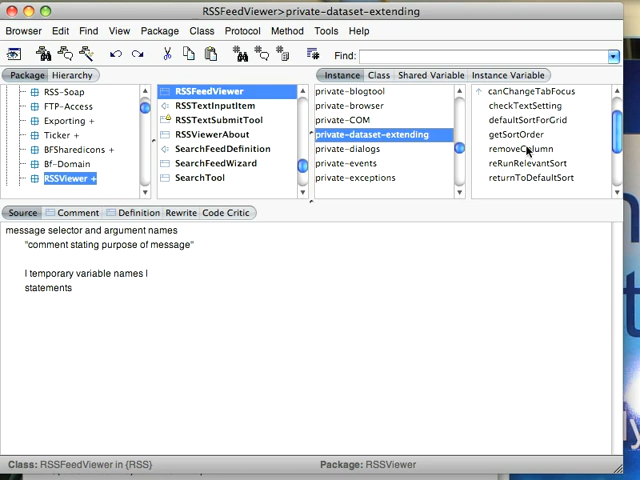 RSSFeedViewer>private-dataset-extending
Browser Edit Find View Package Class Protocol Method Tools Help
Find:
Package Hierarchy
Instance Class Shared Variable Instance Variable
RSS-Soap
FTP-Access
Exporting +
Ticker +
BFSharedicons +
Bf-Domain
RSSViewer +
RSSFeedViewer
RSSTextInputItem
RSSTextSubmitTool
RSSViewerAbout
SearchFeedDefinition
SearchFeedWizard
SearchTool
private-blogtool
private-browser
private-COM
private-dataset-extending
private-dialogs
private-events
private-exceptions
canChangeTabFocus
checkTextSetting
defaultSortForGrid
getSortOrder
removeColumn
reRunRelevantSort
returnToDefaultSort
Source Comment Definition Rewrite Code Critic
message selector and argument names
"comment stating purpose of message"
| temporary variable names |
statements
Class: RSSFeedViewer in {RSS}
Package: RSSViewer